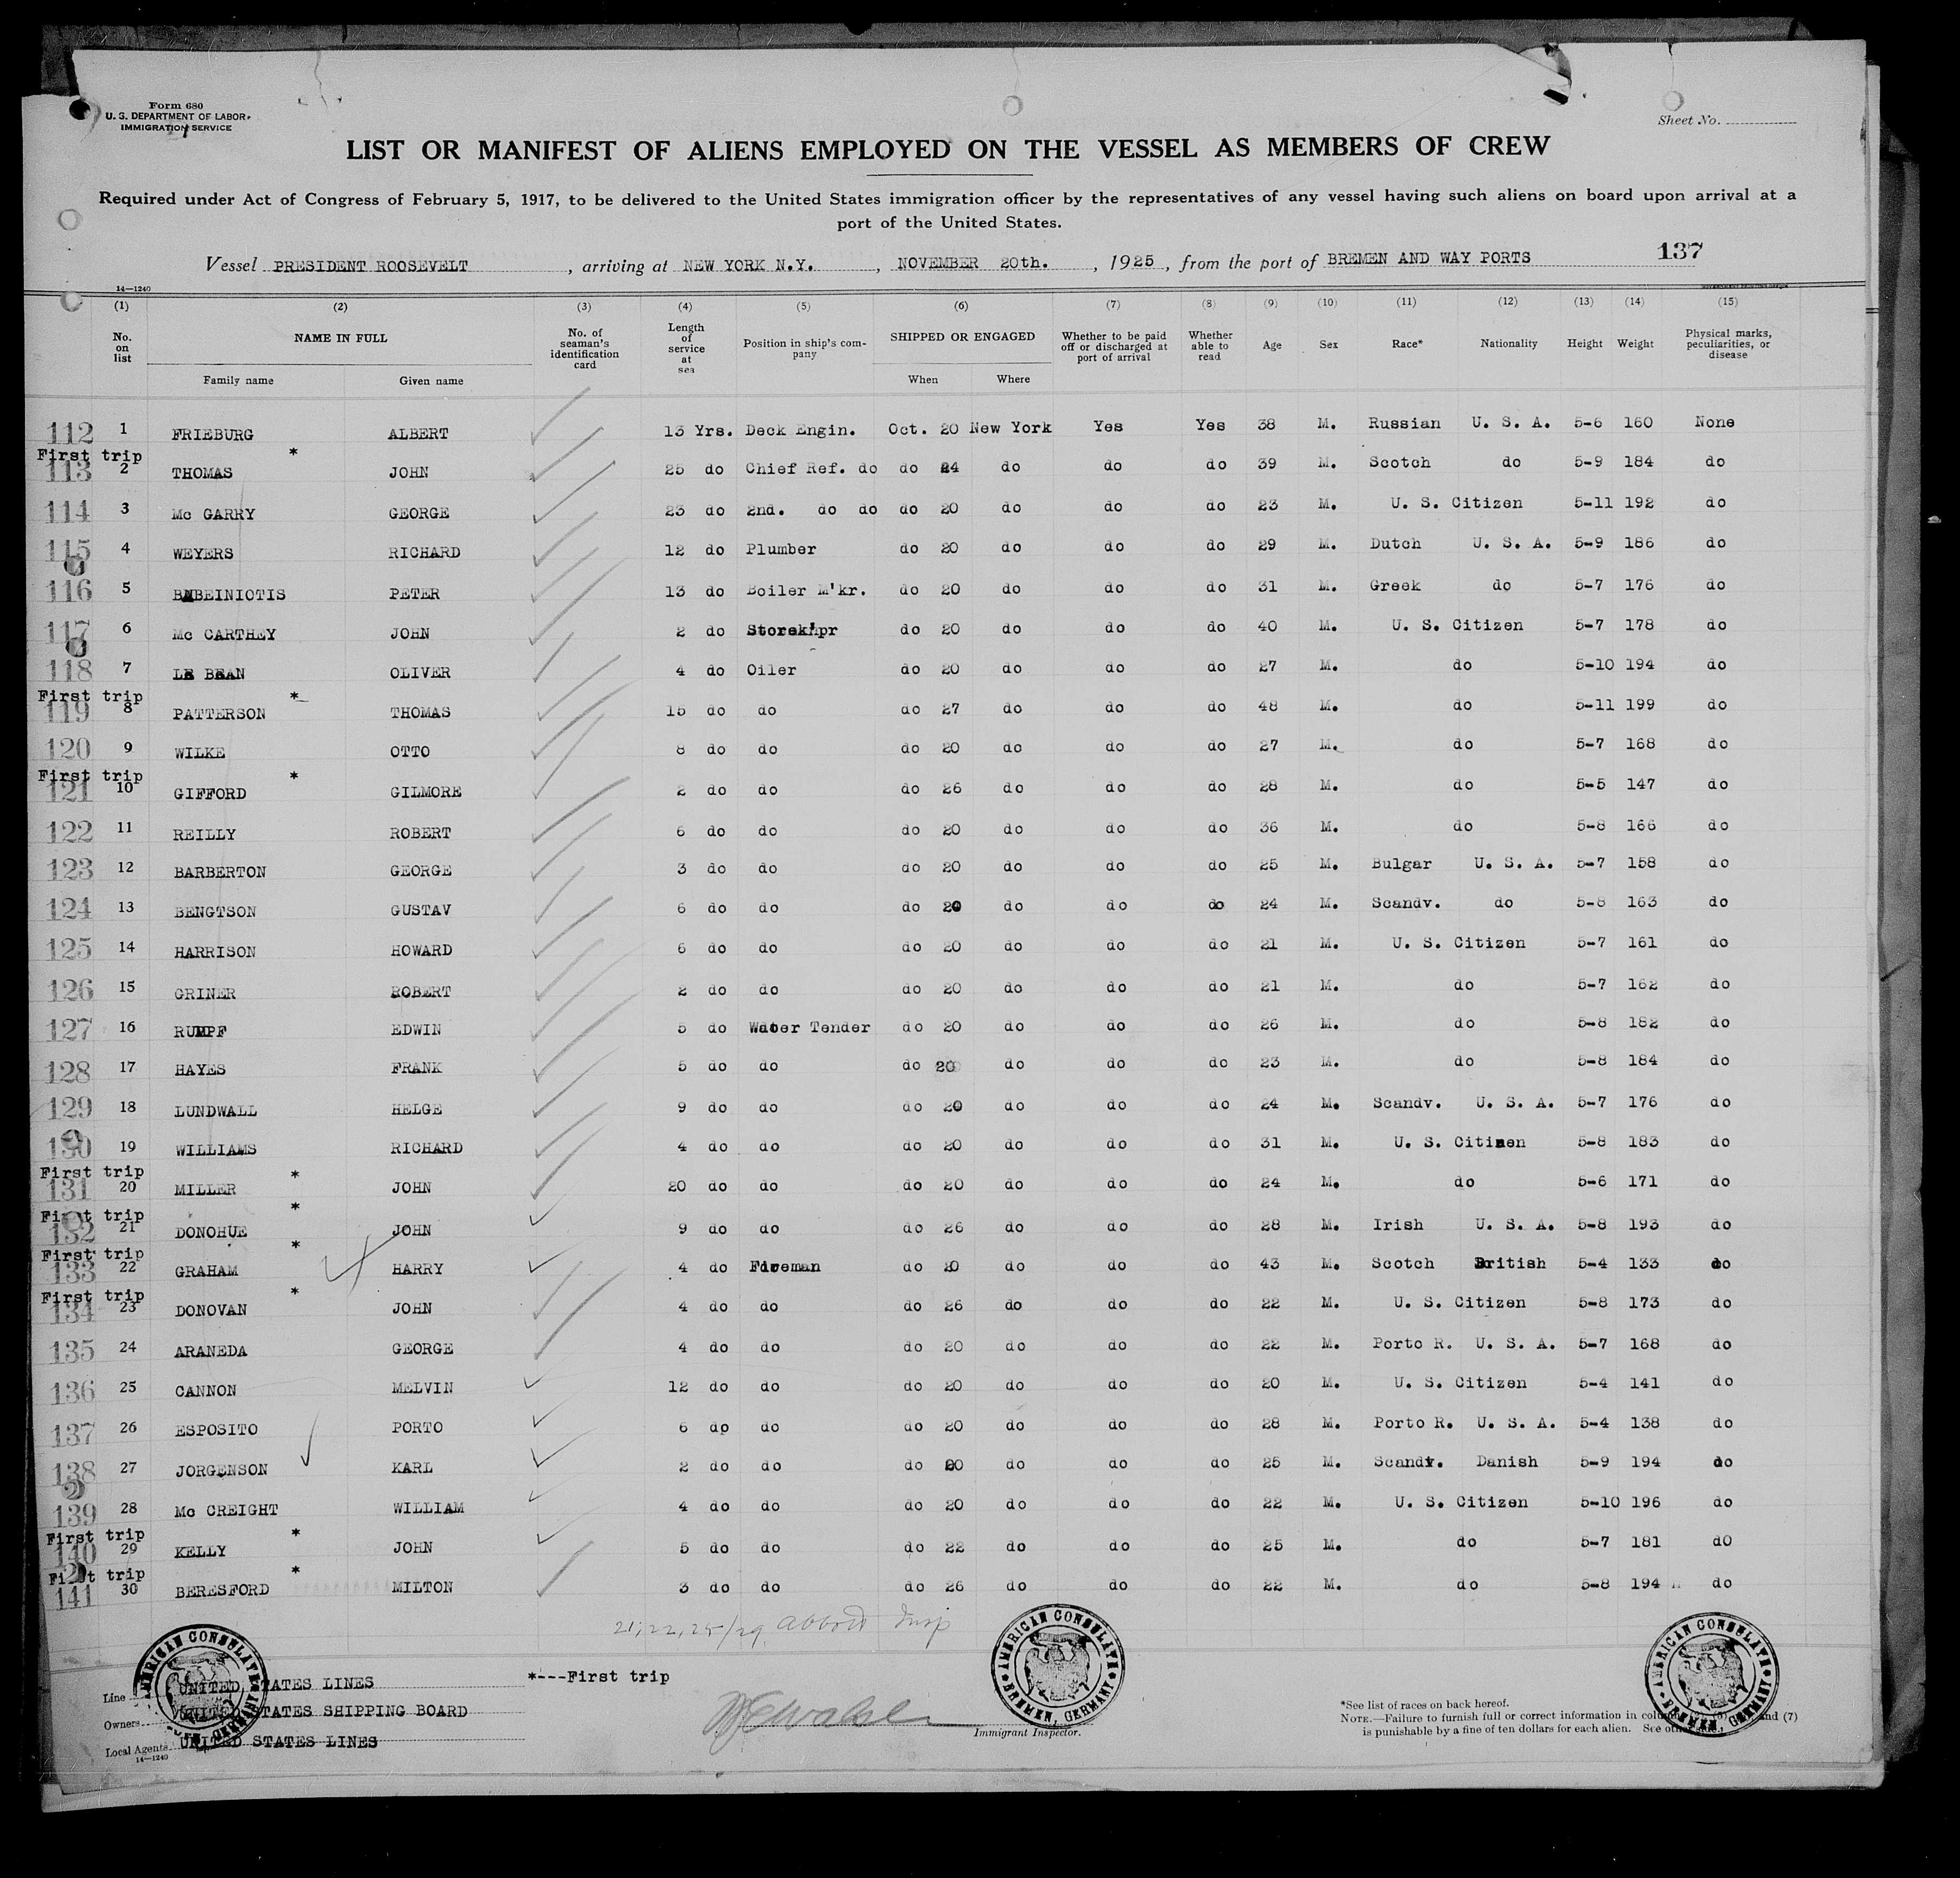 Form 680
U. S. DEPARTMENT OF LABOR
IMMIGRATION SERVICE
Sheet No.
LIST OR MANIFEST OF ALIENS EMPLOYED ON THE VESSEL AS MEMBERS OF CREW
Required under Act of Congress of February 5, 1917, to be delivered to the United States immigration officer by the representatives of any vessel having such aliens on board upon arrival at a
port of the United States.
137
Vessel PRESIDENT ROOSEVELT, arriving at NEW YORK N.Y., NOVEMBER 20th., 1925, from the port of BREMEN AND WAY PORTS
14—1240
(1) (2) (3) (4) (5) (6) (7) (8) (9) (10) (11) (12) (13) (14) (15)
No. on list NAME IN FULL Family name Given name No. of seaman's identification card Length of service at sea Position in ship's company SHIPPED OR ENGAGED When Where Whether to be paid off or discharged at port of arrival Whether able to read Age Sex Race* Nationality Height Weight Physical marks, peculiarities, or disease
112 1 FRIEBURG ALBERT 13 Yrs. Deck Engin. Oct. 20 New York Yes Yes 38 M. Russian U. S. A. 5-6 160 None
First trip *
113 2 THOMAS JOHN 25 do Chief Ref. do do 24 do do do 39 M. Scotch do 5-9 184 do
114 3 Mc GARRY GEORGE 23 do 2nd. do do do 20 do do do 23 M. U. S. Citizen 5-11 192 do
115 4 WEYERS RICHARD 12 do Plumber do 20 do do do 29 M. Dutch U. S. A. 5-9 186 do
116 5 BEINIOTIS PETER 13 do Boiler M'kr. do 20 do do do 31 M. Greek do 5-7 176 do
117 6 Mc CARTHEY JOHN 2 do Storek'pr do 20 do do do 40 M. U. S. Citizen 5-7 178 do
118 7 LE BEAN OLIVER 4 do Oiler do 20 do do do 27 M. do 5-10 194 do
First trip *
119 8 PATTERSON THOMAS 15 do do do 27 do do do 48 M. do 5-11 199 do
120 9 WILKE OTTO 8 do do do 20 do do do 27 M. do 5-7 168 do
First trip *
121 10 GIFFORD GILMORE 2 do do do 26 do do do 28 M. do 5-5 147 do
122 11 REILLY ROBERT 6 do do do 20 do do do 36 M. do 5-8 166 do
123 12 BARBERTON GEORGE 3 do do do 20 do do do 25 M. Bulgar U. S. A. 5-7 158 do
124 13 BENGTSON GUSTAV 6 do do do 20 do do do 24 M. Scandv. do 5-8 163 do
125 14 HARRISON HOWARD 6 do do do 20 do do do 21 M. U. S. Citizen 5-7 161 do
126 15 GRINER ROBERT 2 do do do 20 do do do 21 M. do 5-7 162 do
127 16 RUMPF EDWIN 5 do Water Tender do 20 do do do 26 M. do 5-8 182 do
128 17 HAYES FRANK 5 do do do 20 do do do 23 M. do 5-8 184 do
129 18 LUNDWALL HELGE 9 do do do 20 do do do 24 M. Scandv. U. S. A. 5-7 176 do
130 19 WILLIAMS RICHARD 4 do do do 20 do do do 31 M. U. S. Citizen 5-8 183 do
First trip *
131 20 MILLER JOHN 20 do do do 20 do do do 24 M. do 5-6 171 do
First trip *
132 21 DONOHUE JOHN 9 do do do 26 do do do 28 M. Irish U. S. A. 5-8 193 do
First trip *
133 22 GRAHAM HARRY 4 do Fireman do 20 do do do 43 M. Scotch British 5-4 133 do
First trip *
134 23 DONOVAN JOHN 4 do do do 26 do do do 22 M. U. S. Citizen 5-8 173 do
135 24 ARANEDA GEORGE 4 do do do 20 do do do 22 M. Porto R. U. S. A. 5-7 168 do
136 25 CANNON MELVIN 12 do do do 20 do do do 20 M. U. S. Citizen 5-4 141 do
137 26 ESPOSITO PORTO 6 do do do 20 do do do 28 M. Porto R. U. S. A. 5-4 138 do
138 27 JORGENSON KARL 2 do do do 20 do do do 25 M. Scandv. Danish 5-9 194 do
139 28 Mc CREIGHT WILLIAM 4 do do do 20 do do do 22 M. U. S. Citizen 5-10 196 do
First trip *
140 29 KELLY JOHN 5 do do do 22 do do do 25 M. do 5-7 181 dO
First trip *
141 30 BERESFORD MILTON 3 do do do 26 do do do 22 M. do 5-8 194 do
21, 22, 25/29. Abbott Insp
*---First trip
Line UNITED STATES LINES
Owners UNITED STATES SHIPPING BOARD
Local Agents UNITED STATES LINES
14—1240
Immigrant Inspector.
AMERICAN CONSULATE BREMEN, GERMANY
AMERICAN CONSULATE BREMEN, GERMANY
AMERICAN CONSULATE BREMEN, GERMANY
*See list of races on back hereof.
NOTE.—Failure to furnish full or correct information in columns and (7)
is punishable by a fine of ten dollars for each alien. See